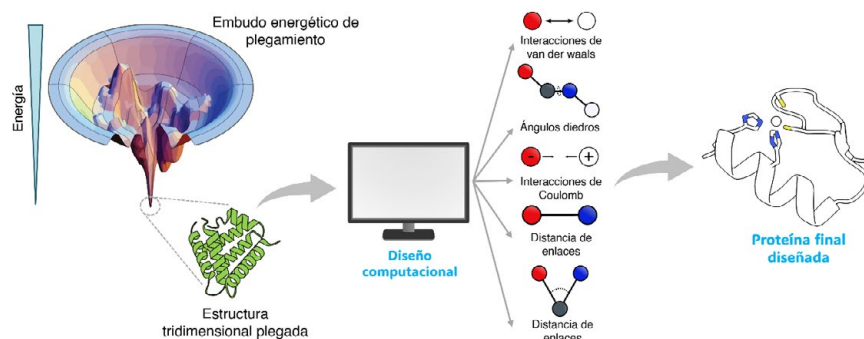 Embudo energético de
plegamiento
Energía
Estructura
tridimensional plegada
Diseño
computacional
Interacciones de
van der waals
Ángulos diedros
- +
Interacciones de
Coulomb
Distancia de
enlaces
Distancia de
enlaces
Proteína final
diseñada